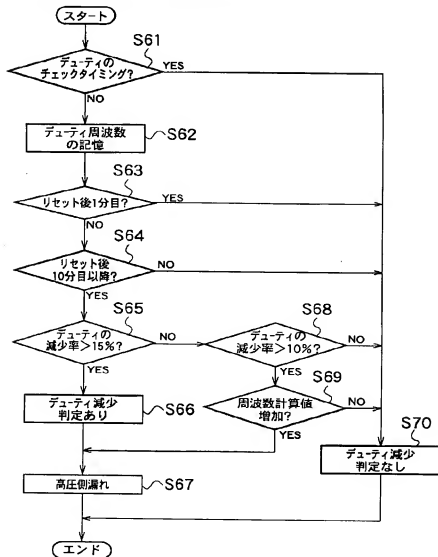 スタート
S61
デューティの
チェックタイミング?
YES
NO
デューティ周波数
の記憶
S62
S63
リセット後1分目?
YES
NO
S64
リセット後
10分目以降?
NO
YES
S65
デューティの
減少率>15%?
NO
YES
S68
デューティの
減少率>10%?
NO
YES
S69
周波数計算値
増加?
NO
YES
デューティ減少
判定あり
S66
S70
デューティ減少
判定なし
高圧側漏れ
S67
エンド